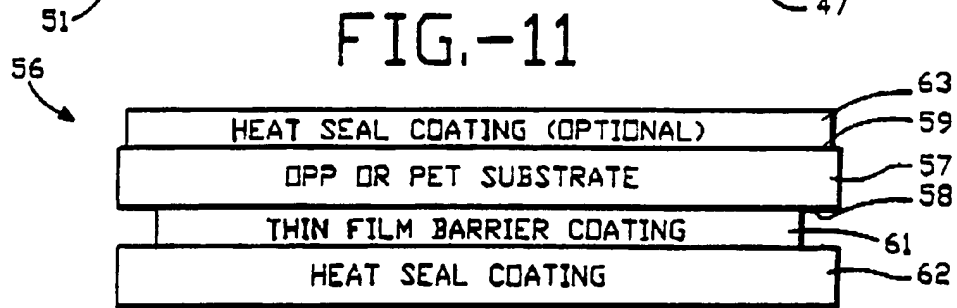 51 47
FIG.-11
56
63
HEAT SEAL COATING (OPTIONAL)
59
OPP OR PET SUBSTRATE
57
58
THIN FILM BARRIER COATING
61
HEAT SEAL COATING
62